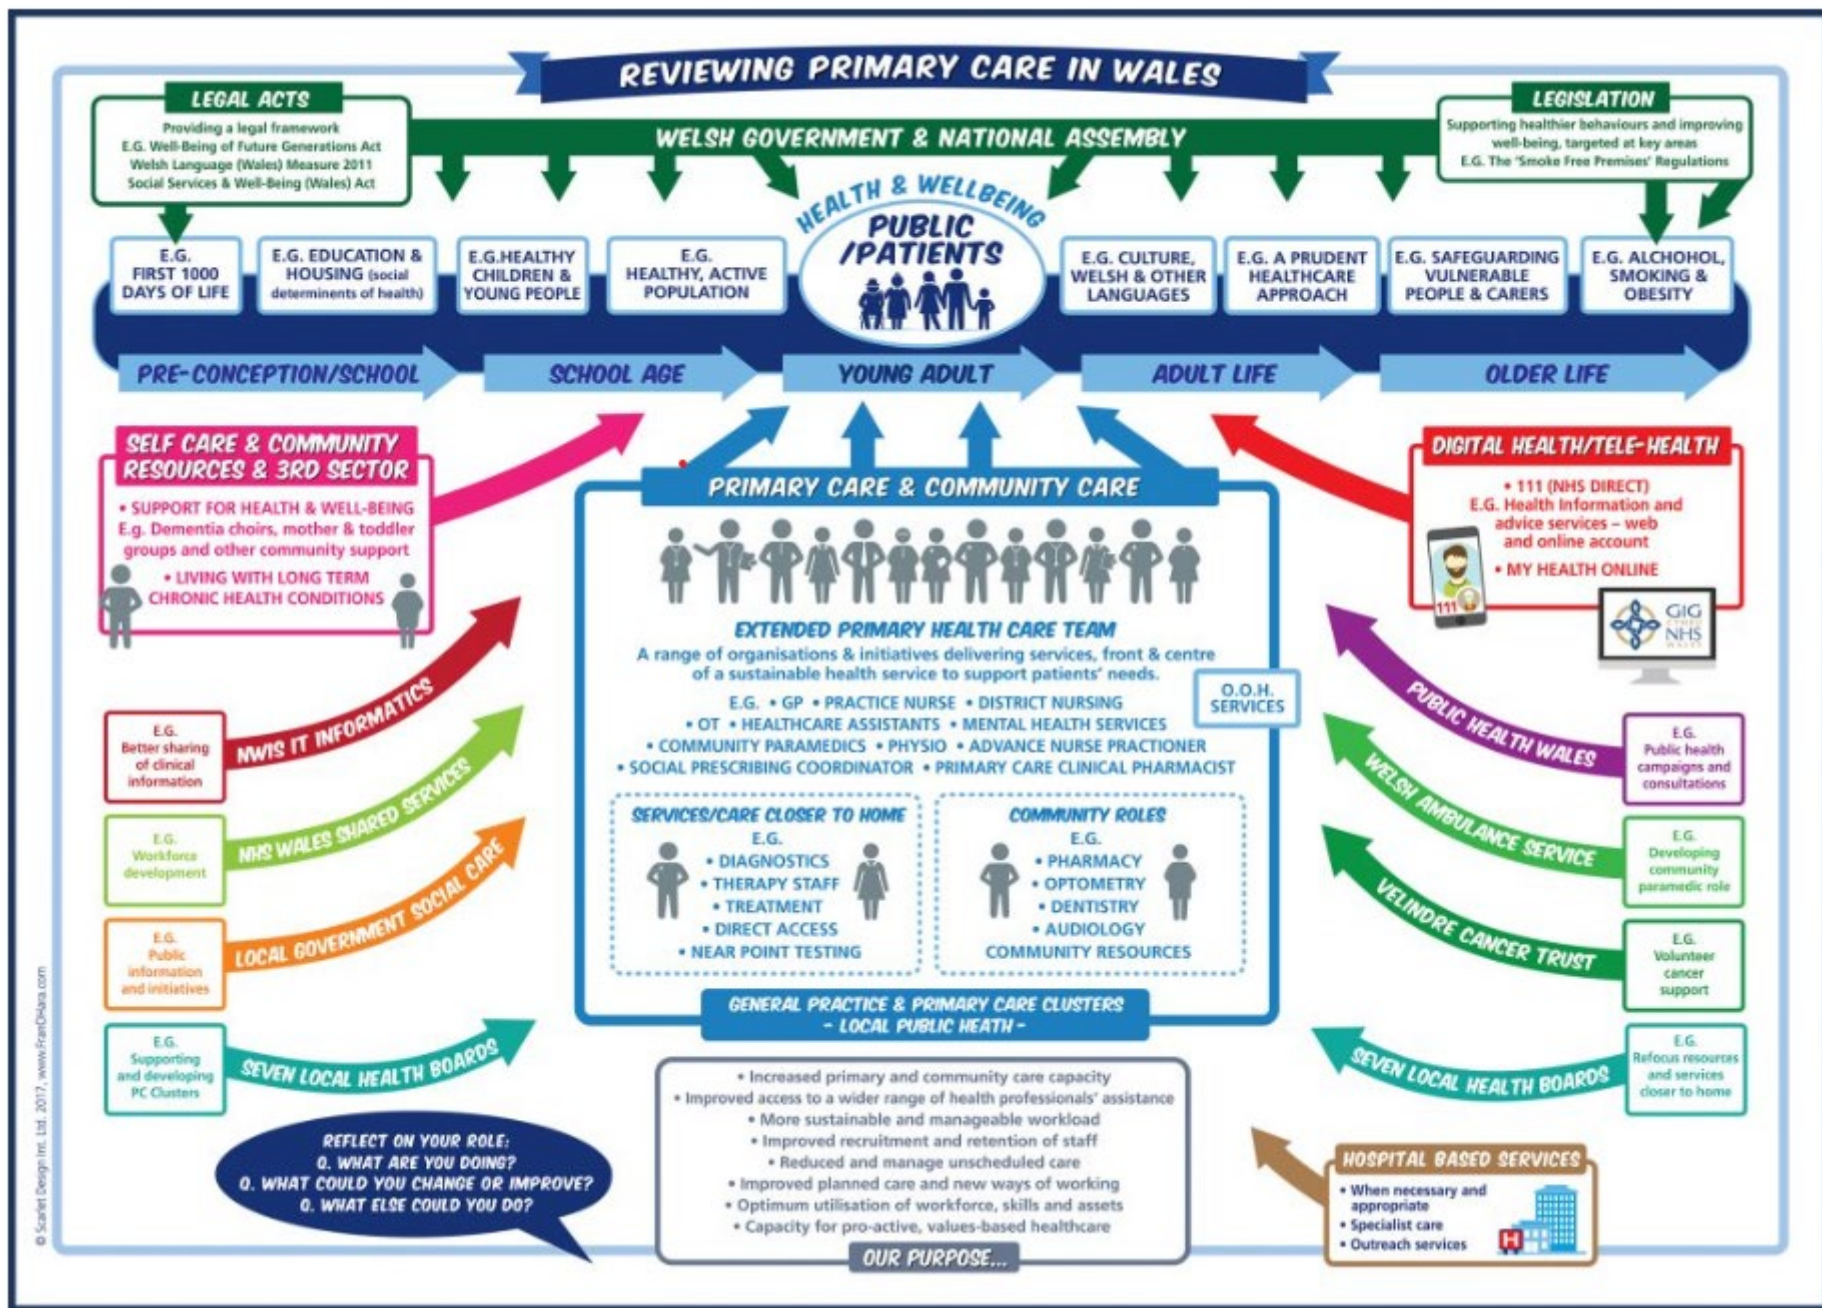 REVIEWING PRIMARY CARE IN WALES
LEGAL ACTS
Providing a legal framework
E.G. Well-Being of Future Generations Act
Welsh Language (Wales) Measure 2011
Social Services & Well-Being (Wales) Act
WELSH GOVERNMENT & NATIONAL ASSEMBLY
LEGISLATION
Supporting healthier behaviours and improving
well-being, targeted at key areas
E.G. The 'Smoke Free Premises' Regulations
HEALTH & WELLBEING
PUBLIC
/PATIENTS
E.G.
FIRST 1000
DAYS OF LIFE
E.G. EDUCATION &
HOUSING (social
determinents of health)
E.G.HEALTHY
CHILDREN &
YOUNG PEOPLE
E.G.
HEALTHY, ACTIVE
POPULATION
E.G. CULTURE,
WELSH & OTHER
LANGUAGES
E.G. A PRUDENT
HEALTHCARE
APPROACH
E.G. SAFEGUARDING
VULNERABLE
PEOPLE & CARERS
E.G. ALCHOHOL,
SMOKING &
OBESITY
PRE-CONCEPTION/SCHOOL
SCHOOL AGE
YOUNG ADULT
ADULT LIFE
OLDER LIFE
SELF CARE & COMMUNITY
RESOURCES & 3RD SECTOR
• SUPPORT FOR HEALTH & WELL-BEING
E.g. Dementia choirs, mother & toddler
groups and other community support
• LIVING WITH LONG TERM
CHRONIC HEALTH CONDITIONS
PRIMARY CARE & COMMUNITY CARE
EXTENDED PRIMARY HEALTH CARE TEAM
A range of organisations & initiatives delivering services, front & centre
of a sustainable health service to support patients' needs.
E.G. • GP • PRACTICE NURSE • DISTRICT NURSING
• OT • HEALTHCARE ASSISTANTS • MENTAL HEALTH SERVICES
• COMMUNITY PARAMEDICS • PHYSIO • ADVANCE NURSE PRACTIONER
• SOCIAL PRESCRIBING COORDINATOR • PRIMARY CARE CLINICAL PHARMACIST
O.O.H.
SERVICES
SERVICES/CARE CLOSER TO HOME
E.G.
• DIAGNOSTICS
• THERAPY STAFF
• TREATMENT
• DIRECT ACCESS
• NEAR POINT TESTING
COMMUNITY ROLES
E.G.
• PHARMACY
• OPTOMETRY
• DENTISTRY
• AUDIOLOGY
COMMUNITY RESOURCES
GENERAL PRACTICE & PRIMARY CARE CLUSTERS
- LOCAL PUBLIC HEATH -
DIGITAL HEALTH/TELE-HEALTH
• 111 (NHS DIRECT)
E.G. Health Information and
advice services – web
and online account
• MY HEALTH ONLINE
111
GIG
CYMRU
NHS
WALES
E.G.
Better sharing
of clinical
information
NWIS IT INFORMATICS
E.G.
Workforce
development
NHS WALES SHARED SERVICES
E.G.
Public
information
and initiatives
LOCAL GOVERNMENT SOCIAL CARE
E.G.
Supporting
and developing
PC Clusters
SEVEN LOCAL HEALTH BOARDS
PUBLIC HEALTH WALES
E.G.
Public health
campaigns and
consultations
WELSH AMBULANCE SERVICE
E.G.
Developing
community
paramedic role
VELINDRE CANCER TRUST
E.G.
Volunteer
cancer
support
SEVEN LOCAL HEALTH BOARDS
E.G.
Refocus resources
and services
closer to home
REFLECT ON YOUR ROLE:
Q. WHAT ARE YOU DOING?
Q. WHAT COULD YOU CHANGE OR IMPROVE?
Q. WHAT ELSE COULD YOU DO?
• Increased primary and community care capacity
• Improved access to a wider range of health professionals' assistance
• More sustainable and manageable workload
• Improved recruitment and retention of staff
• Reduced and manage unscheduled care
• Improved planned care and new ways of working
• Optimum utilisation of workforce, skills and assets
• Capacity for pro-active, values-based healthcare
OUR PURPOSE...
HOSPITAL BASED SERVICES
• When necessary and
appropriate
• Specialist care
• Outreach services
H
© Scarlet Design Int. Ltd. 2017, www.FranOHara.com